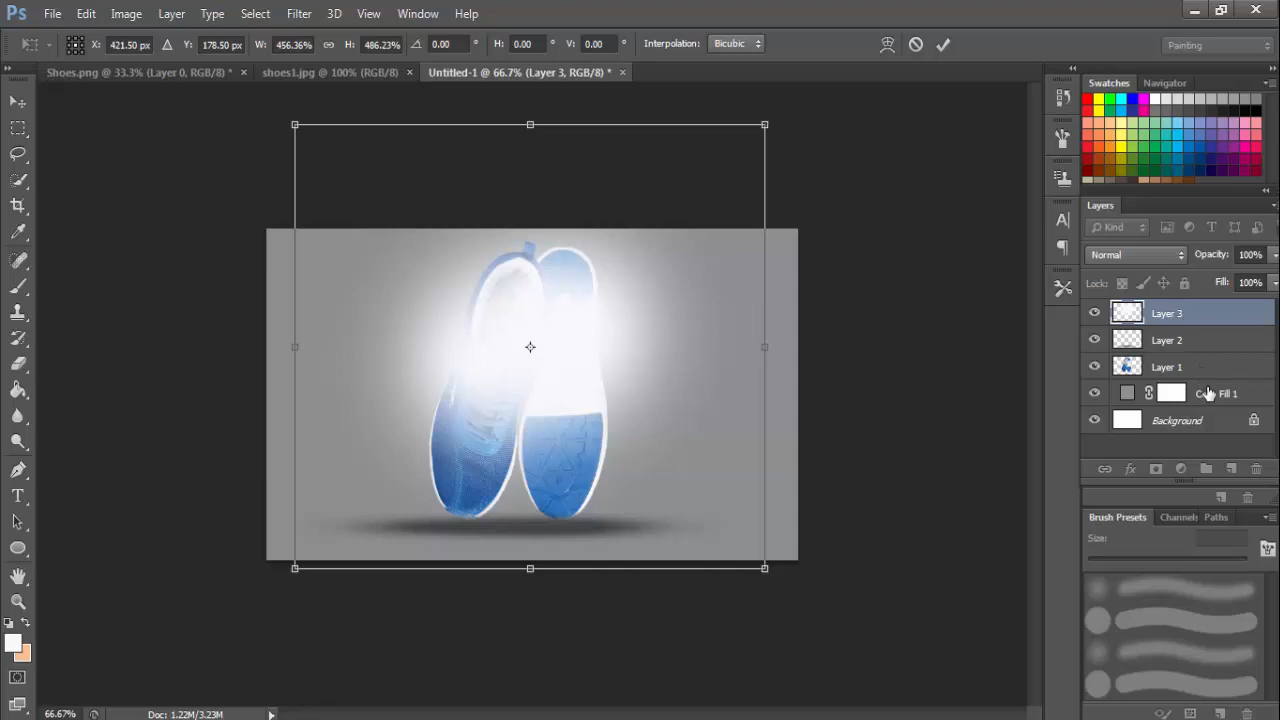 Ps File Edit Image Layer Type Select Filter 3D View Window Help
X: 421.50 px Y: 178.50 px W: 456.36% H: 486.23% 0.00 ° H: 0.00 ° V: 0.00 ° Interpolation: Bicubic Painting
Shoes.png @ 33.3% (Layer 0, RGB/8) * × shoes1.jpg @ 100% (RGB/8) × Untitled-1 @ 66.7% (Layer 3, RGB/8) * ×
Swatches Navigator
Layers
Kind
Normal Opacity: 100%
Lock: Fill: 100%
Layer 3
Layer 2
Layer 1
Fill 1
Background
Brush Presets Channels Paths
Size:
66.67% Doc: 1.22M/3.23M